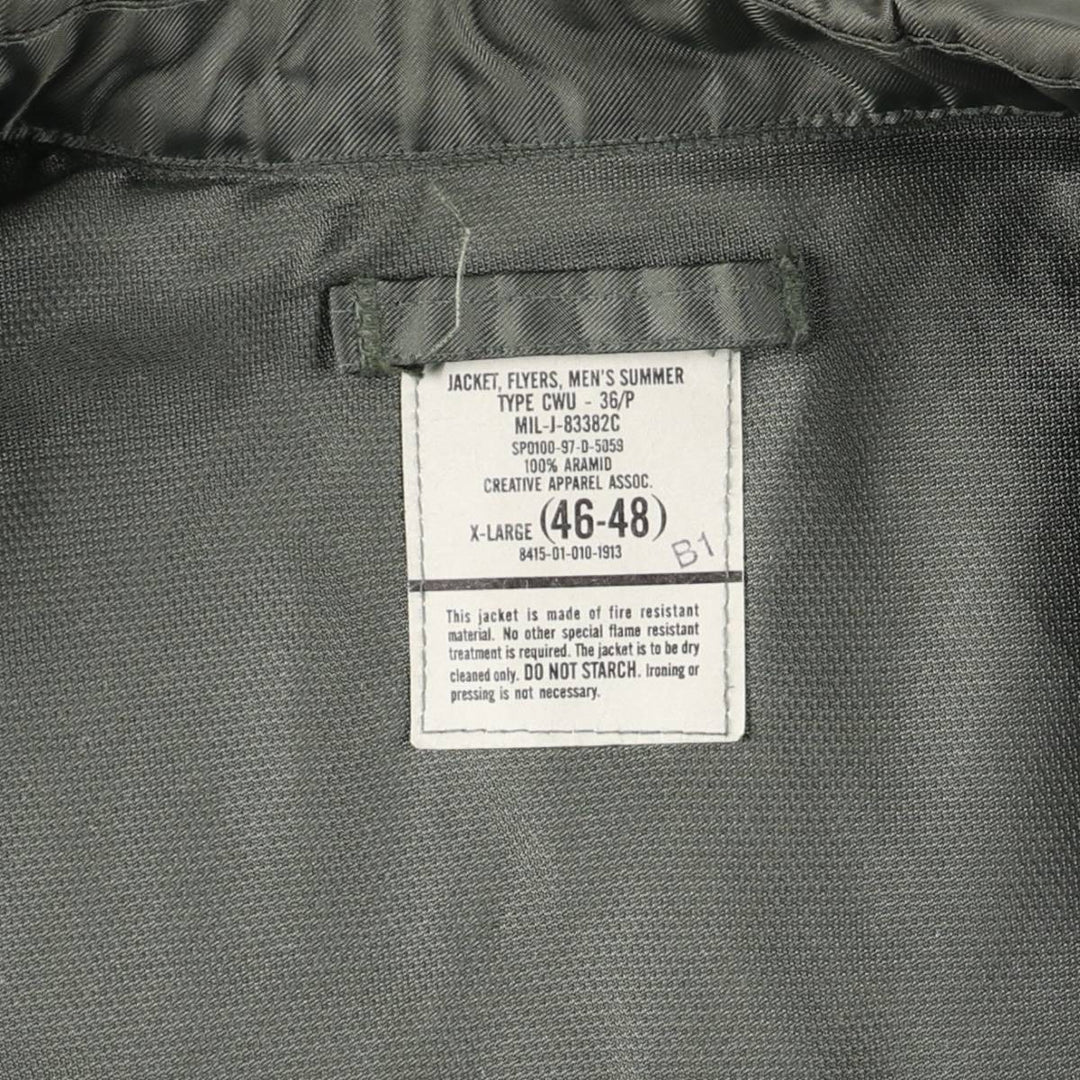 JACKET, FLYERS, MEN'S SUMMER
TYPE CWU - 36/P
MIL-J-83382C
SPO100-97-D-5059
100% ARAMID
CREATIVE APPAREL ASSOC.
X-LARGE (46-48)
8415-01-010-1913
B1
This jacket is made of fire resistant
material. No other special flame resistant
treatment is required. The jacket is to be dry
cleaned only. DO NOT STARCH. Ironing or
pressing is not necessary.